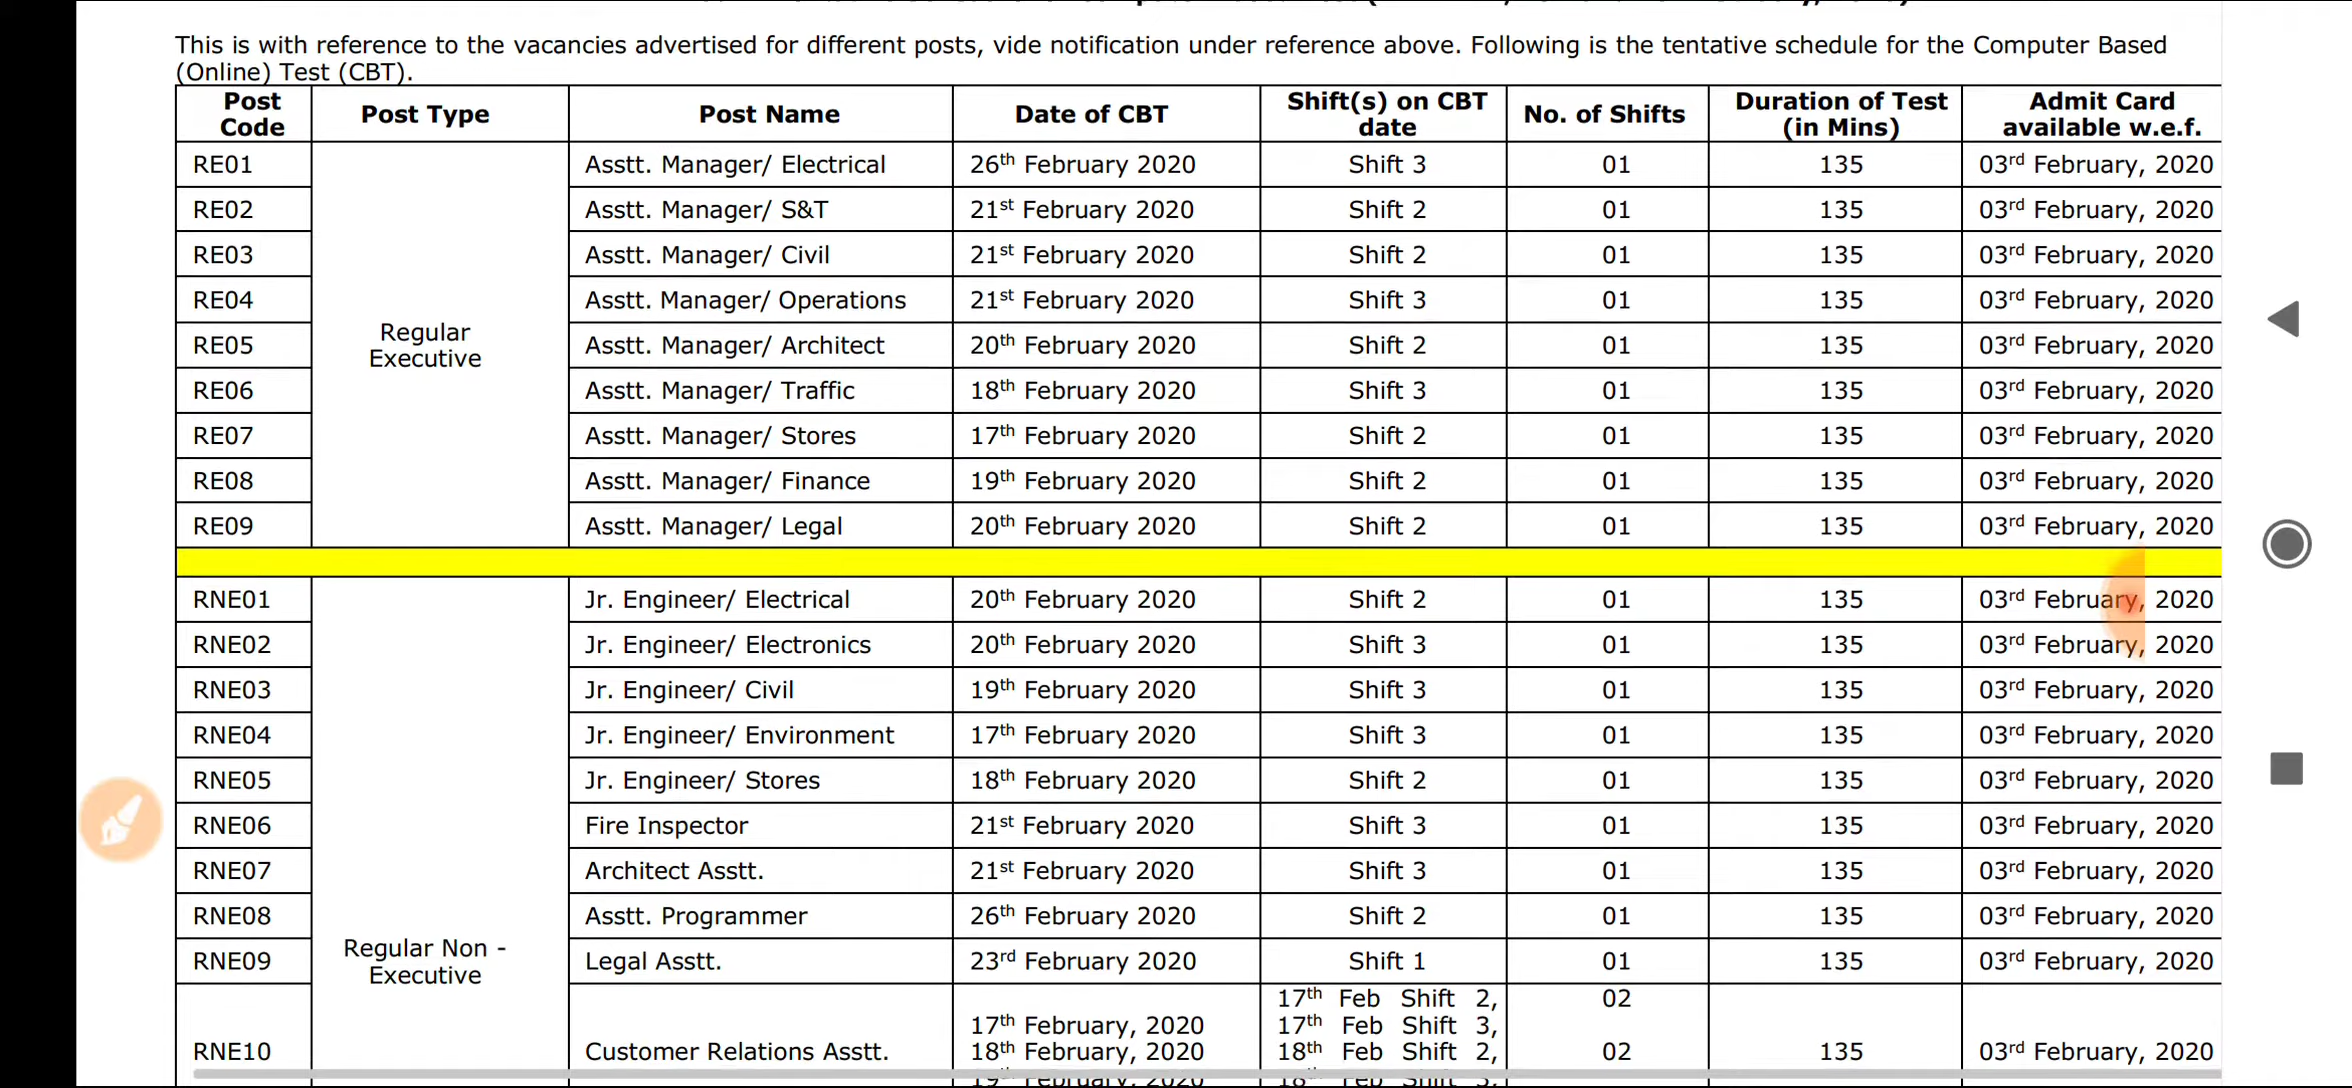 This is with reference to the vacancies advertised for different posts, vide notification under reference above. Following is the tentative schedule for the Computer Based
(Online) Test (CBT).
Post Code Post Type Post Name Date of CBT Shift(s) on CBT date No. of Shifts Duration of Test (in Mins) Admit Card available w.e.f.
RE01 Asstt. Manager/ Electrical 26th February 2020 Shift 3 01 135 03rd February, 2020
RE02 Asstt. Manager/ S&T 21st February 2020 Shift 2 01 135 03rd February, 2020
RE03 Asstt. Manager/ Civil 21st February 2020 Shift 2 01 135 03rd February, 2020
RE04 Asstt. Manager/ Operations 21st February 2020 Shift 3 01 135 03rd February, 2020
Regular Executive
RE05 Asstt. Manager/ Architect 20th February 2020 Shift 2 01 135 03rd February, 2020
RE06 Asstt. Manager/ Traffic 18th February 2020 Shift 3 01 135 03rd February, 2020
RE07 Asstt. Manager/ Stores 17th February 2020 Shift 2 01 135 03rd February, 2020
RE08 Asstt. Manager/ Finance 19th February 2020 Shift 2 01 135 03rd February, 2020
RE09 Asstt. Manager/ Legal 20th February 2020 Shift 2 01 135 03rd February, 2020
RNE01 Jr. Engineer/ Electrical 20th February 2020 Shift 2 01 135 03rd February, 2020
RNE02 Jr. Engineer/ Electronics 20th February 2020 Shift 3 01 135 03rd February, 2020
RNE03 Jr. Engineer/ Civil 19th February 2020 Shift 3 01 135 03rd February, 2020
RNE04 Jr. Engineer/ Environment 17th February 2020 Shift 3 01 135 03rd February, 2020
RNE05 Jr. Engineer/ Stores 18th February 2020 Shift 2 01 135 03rd February, 2020
RNE06 Fire Inspector 21st February 2020 Shift 3 01 135 03rd February, 2020
RNE07 Architect Asstt. 21st February 2020 Shift 3 01 135 03rd February, 2020
RNE08 Asstt. Programmer 26th February 2020 Shift 2 01 135 03rd February, 2020
Regular Non - Executive
RNE09 Legal Asstt. 23rd February 2020 Shift 1 01 135 03rd February, 2020
17th Feb Shift 2, 02
17th February, 2020 17th Feb Shift 3,
RNE10 Customer Relations Asstt. 18th February, 2020 18th Feb Shift 2, 02 135 03rd February, 2020